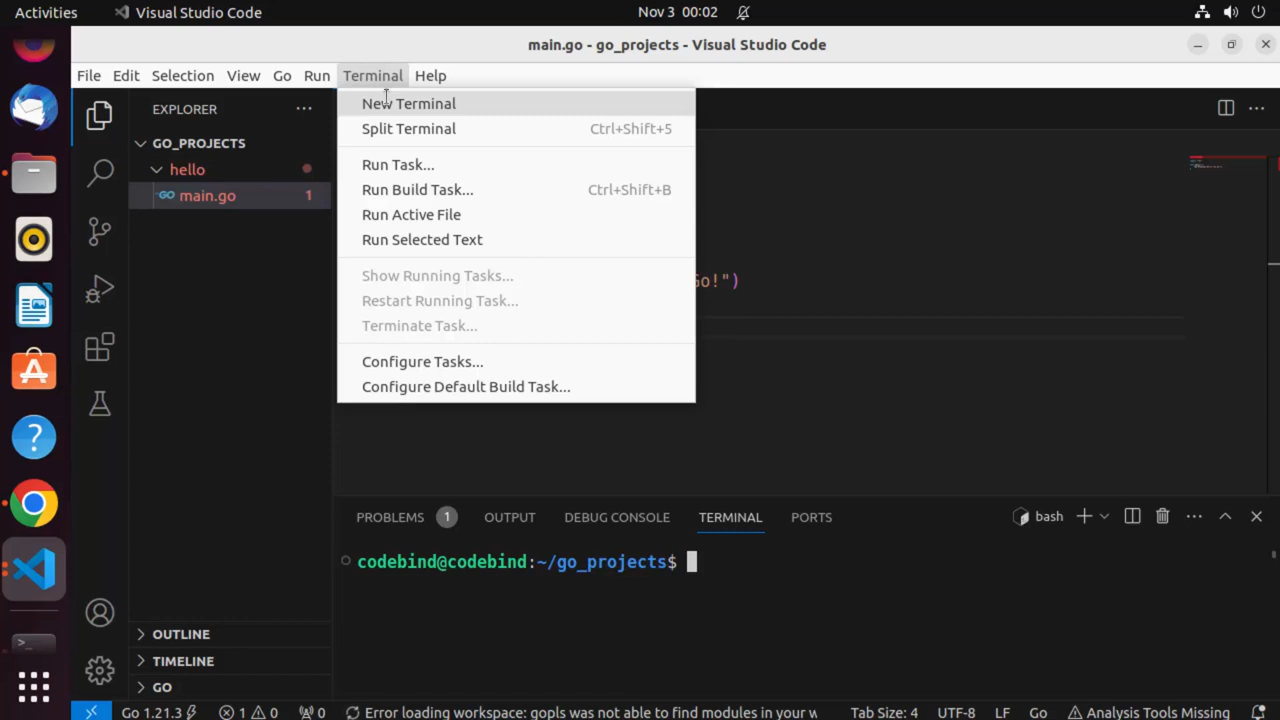 Activities
Visual Studio Code
Nov 3 00:02
main.go - go_projects - Visual Studio Code
File Edit Selection View Go Run Terminal Help
EXPLORER
GO_PROJECTS
hello
GO main.go 1
New Terminal
Split Terminal Ctrl+Shift+5
Run Task...
Run Build Task... Ctrl+Shift+B
Run Active File
Run Selected Text
Show Running Tasks...
Restart Running Task...
Terminate Task...
Configure Tasks...
Configure Default Build Task...
Go!")
PROBLEMS 1 OUTPUT DEBUG CONSOLE TERMINAL PORTS
bash
codebind@codebind:~/go_projects$
OUTLINE
TIMELINE
GO
Go 1.21.3 1 0 0 Error loading workspace: gopls was not able to find modules in your w Tab Size: 4 UTF-8 LF Go Analysis Tools Missing